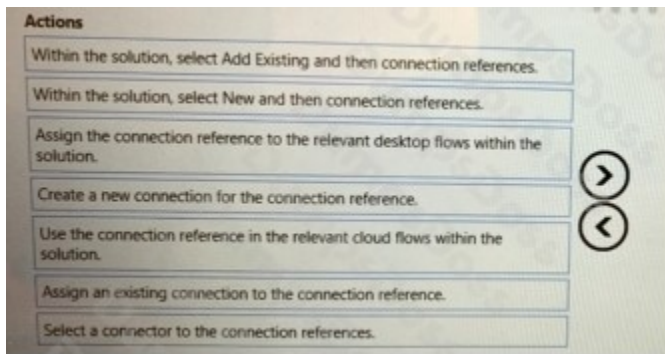 Actions
Within the solution, select Add Existing and then connection references.
Within the solution, select New and then connection references.
Assign the connection reference to the relevant desktop flows within the
solution.
Create a new connection for the connection reference.
Use the connection reference in the relevant cloud flows within the
solution.
Assign an existing connection to the connection reference.
Select a connector to the connection references.